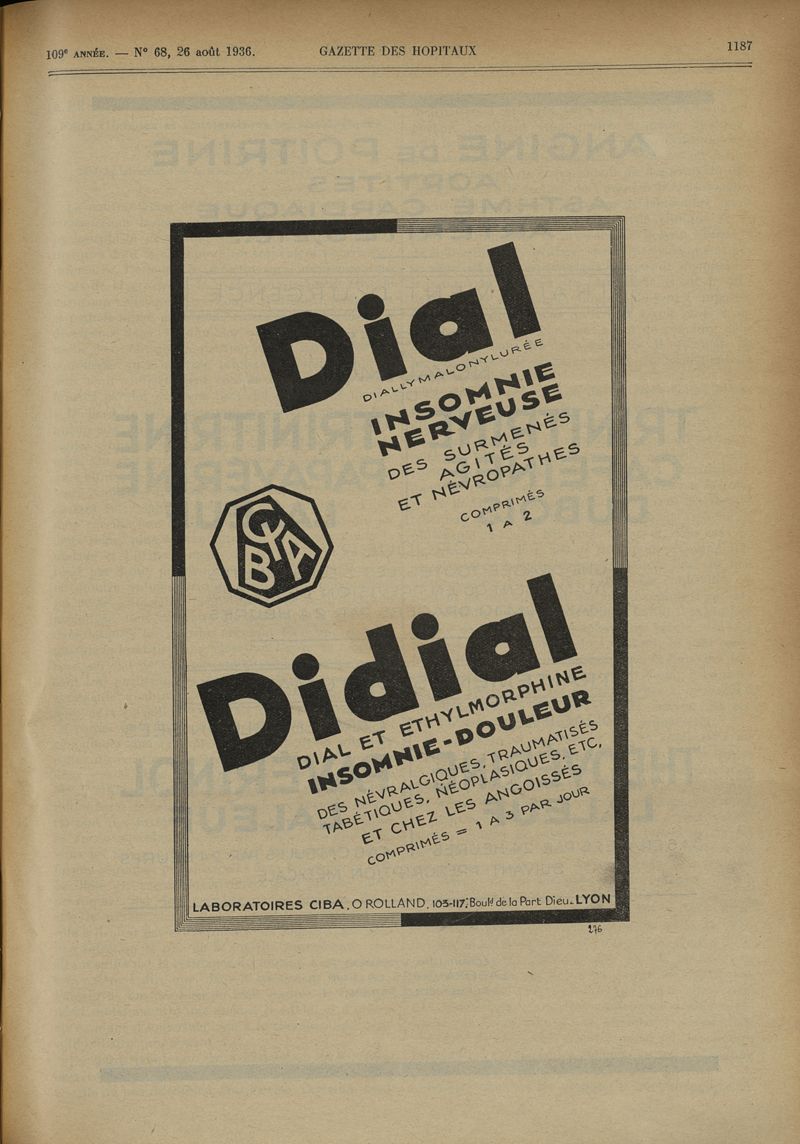 109e ANNÉE. — N° 68, 26 août 1936. GAZETTE DES HOPITAUX 1187
Dial
DIALLYMALONYLURÉE
INSOMNIE
NERVEUSE
DES SURMENÉS
AGITÉS
ET NÉVROPATHES
COMPRIMÉS
1 A 2
CIBA
Didial
DIAL ET ETHYLMORPHINE
INSOMNIE-DOULEUR
DES NÉVRALGIQUES, TRAUMATISÉS
TABÉTIQUES, NÉOPLASIQUES, ETC,
ET CHEZ LES ANGOISSÉS
COMPRIMÉS = 1 A 3 PAR JOUR
LABORATOIRES CIBA. O ROLLAND. 103-117, Boulᵈ de la Part Dieu. LYON
276